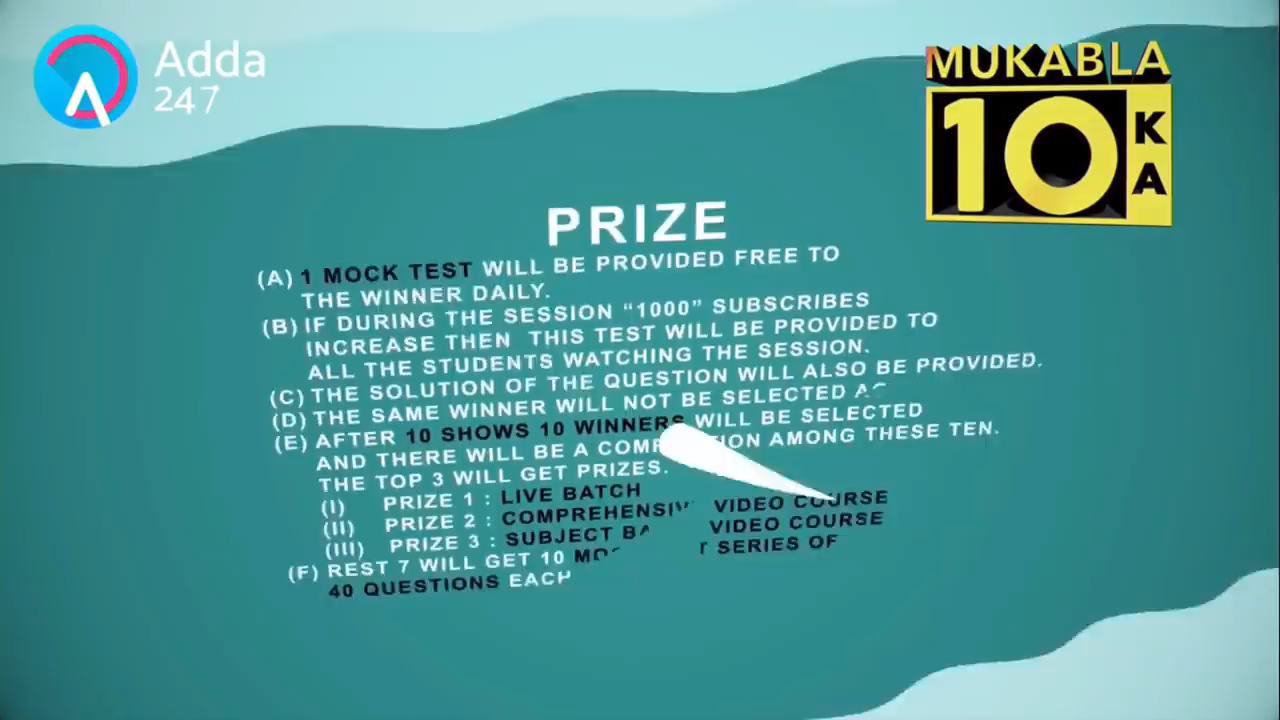 Adda
247
MUKABLA
10 KA
PRIZE
(A) 1 MOCK TEST WILL BE PROVIDED FREE TO
THE WINNER DAILY.
(B) IF DURING THE SESSION “1000” SUBSCRIBES
INCREASE THEN THIS TEST WILL BE PROVIDED TO
ALL THE STUDENTS WATCHING THE SESSION.
(C) THE SOLUTION OF THE QUESTION WILL ALSO BE PROVIDED.
(D) THE SAME WINNER WILL NOT BE SELECTED
(E) AFTER 10 SHOWS 10 WINNERS WILL BE SELECTED
AND THERE WILL BE A AMONG THESE TEN.
THE TOP 3 WILL GET PRIZES.
(I) PRIZE 1 : LIVE BATCH
(II) PRIZE 2 : COMPREHENSIVE VIDEO COURSE
(III) PRIZE 3 : SUBJECT VIDEO COURSE
(F) REST 7 WILL GET 10 SERIES OF
40 QUESTIONS EACH